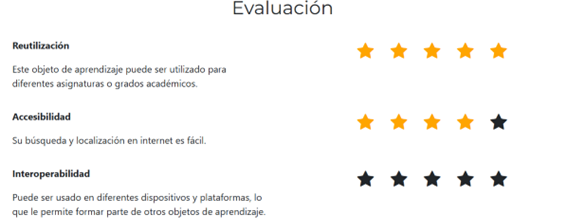 Evaluación
Reutilización
Este objeto de aprendizaje puede ser utilizado para
diferentes asignaturas o grados académicos.
Accesibilidad
Su búsqueda y localización en internet es fácil.
Interoperabilidad
Puede ser usado en diferentes dispositivos y plataformas, lo
que le permite formar parte de otros objetos de aprendizaje.